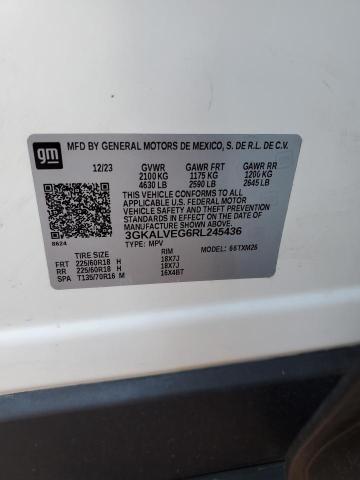 gm
MFD BY GENERAL MOTORS DE MEXICO, S. DE R.L. DE C.V.
12/23 GVWR GAWR FRT GAWR RR
2100 KG 1175 KG 1200 KG
4630 LB 2590 LB 2645 LB
THIS VEHICLE CONFORMS TO ALL
APPLICABLE U.S. FEDERAL MOTOR
VEHICLE SAFETY, BUMPER, AND THEFT
PREVENTION STANDARDS IN EFFECT ON
THE DATE OF MANUFACTURE SHOWN ABOVE.
8624
3GKALVEG6RL245436
TYPE: MPV 66TXM26
TIRE SIZE RIM
FRT 225/60R18 H 18X7J
RR 225/60R18 H 18X7J
SPA T135/70R16 M 16X4BT